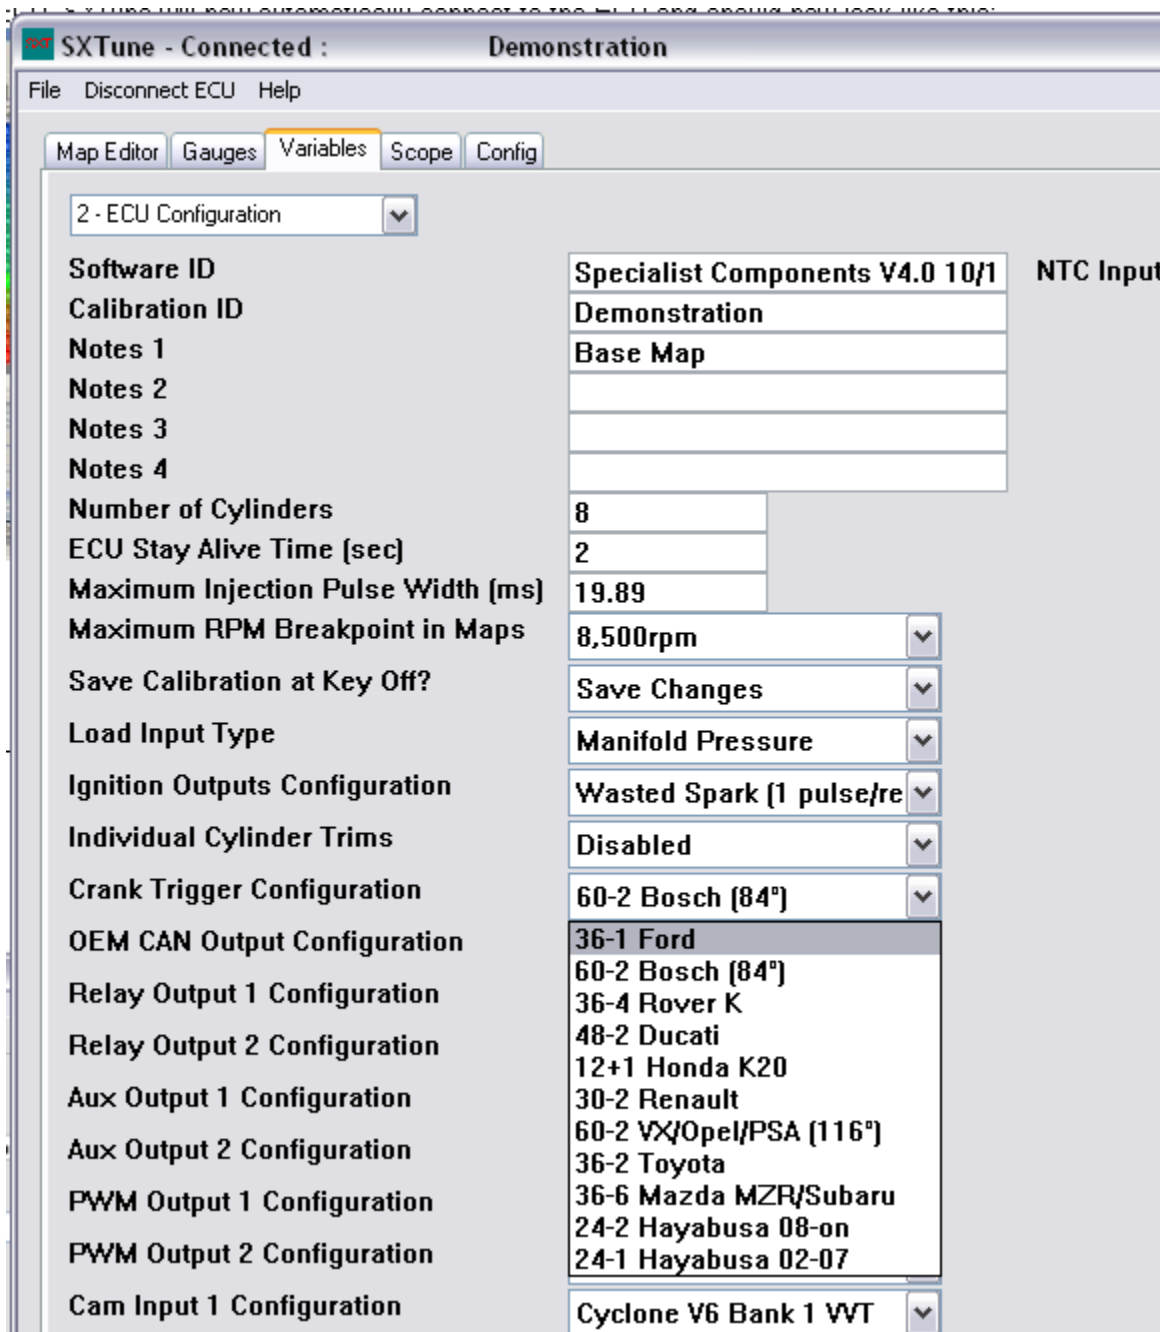 SXTune - Connected : Demonstration
File Disconnect ECU Help
Map Editor Gauges Variables Scope Config
2 - ECU Configuration
Software ID Specialist Components V4.0 10/1 NTC Input
Calibration ID Demonstration
Notes 1 Base Map
Notes 2
Notes 3
Notes 4
Number of Cylinders 8
ECU Stay Alive Time (sec) 2
Maximum Injection Pulse Width (ms) 19.89
Maximum RPM Breakpoint in Maps 8,500rpm
Save Calibration at Key Off? Save Changes
Load Input Type Manifold Pressure
Ignition Outputs Configuration Wasted Spark (1 pulse/re
Individual Cylinder Trims Disabled
Crank Trigger Configuration 60-2 Bosch (84°)
OEM CAN Output Configuration 36-1 Ford
60-2 Bosch (84°)
Relay Output 1 Configuration 36-4 Rover K
48-2 Ducati
Relay Output 2 Configuration 12+1 Honda K20
Aux Output 1 Configuration 30-2 Renault
60-2 VX/Opel/PSA (116°)
Aux Output 2 Configuration 36-2 Toyota
PWM Output 1 Configuration 36-6 Mazda MZR/Subaru
24-2 Hayabusa 08-on
PWM Output 2 Configuration 24-1 Hayabusa 02-07
Cam Input 1 Configuration Cyclone V6 Bank 1 VVT